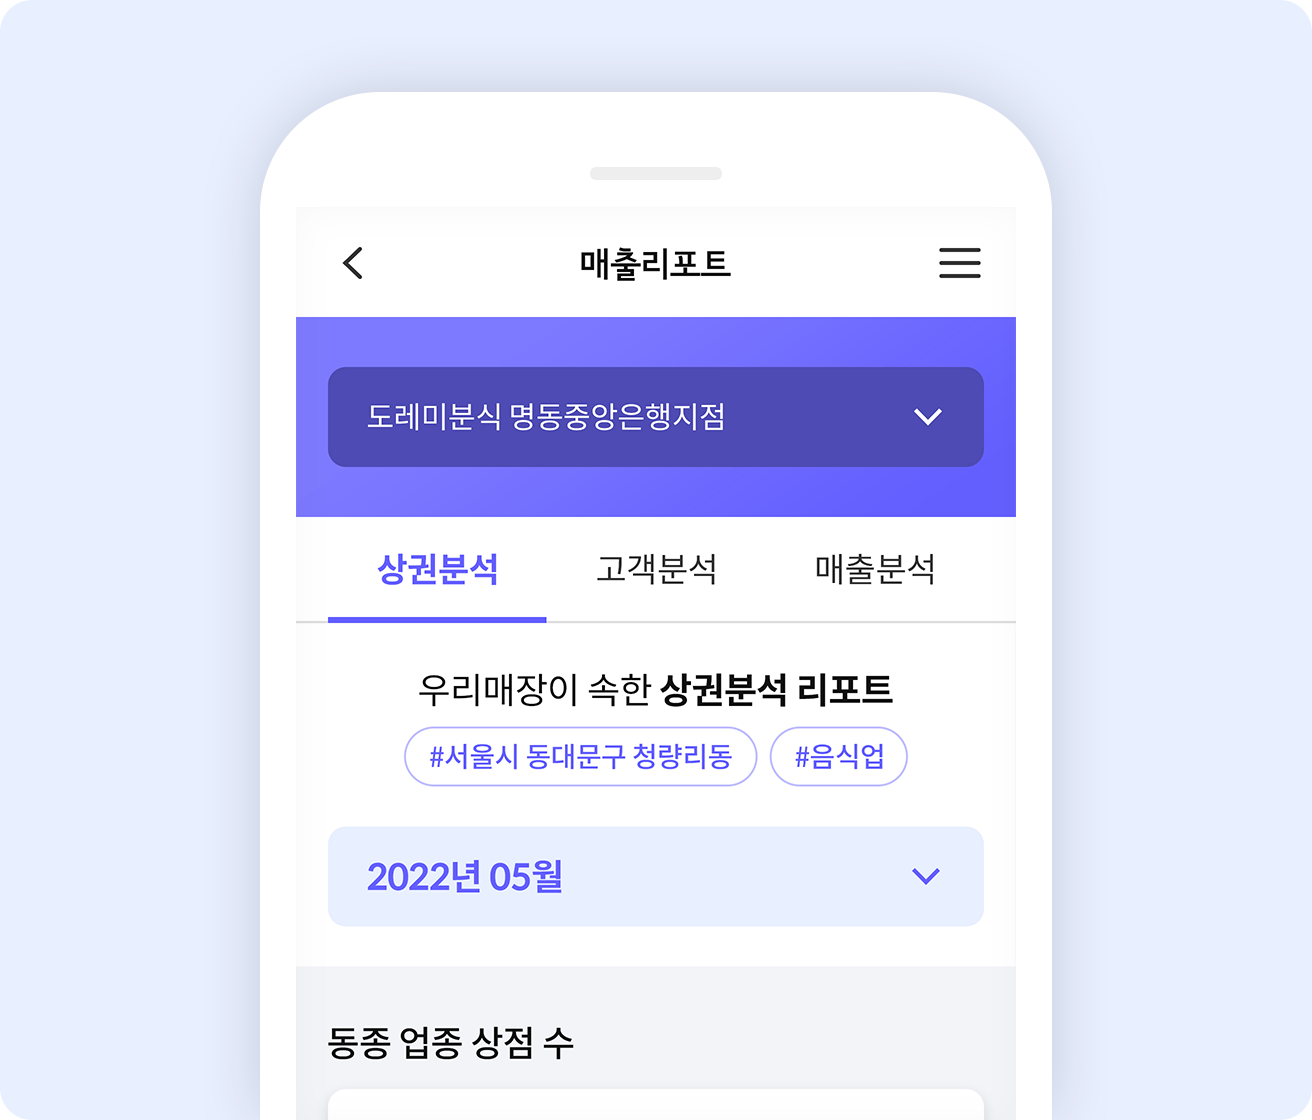 매출리포트
도레미분식 명동중앙은행지점
상권분석 고객분석 매출분석
우리매장이 속한 상권분석 리포트
#서울시 동대문구 청량리동 #음식업
2022년 05월
동종 업종 상점 수